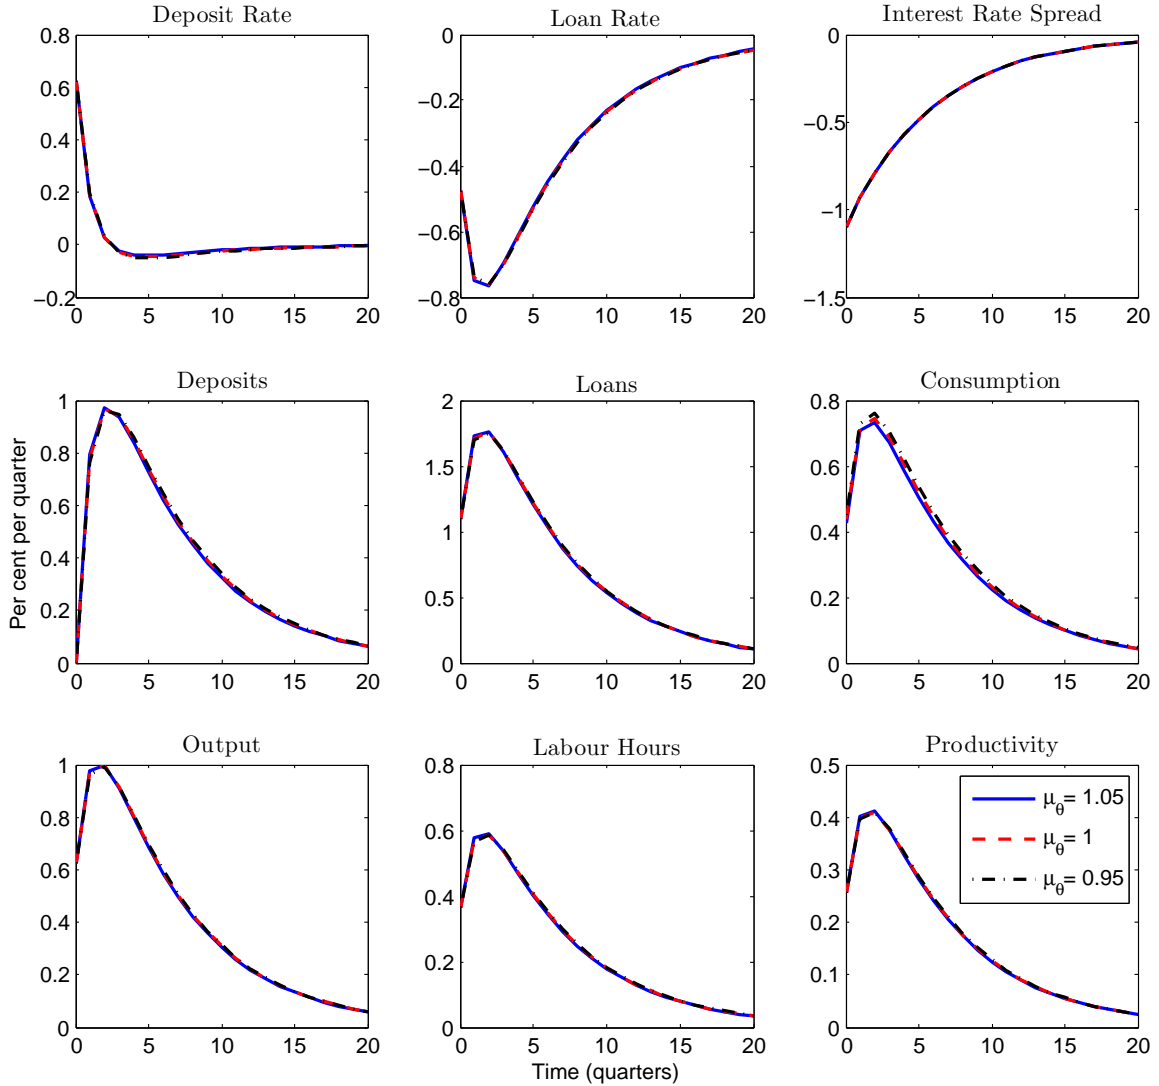 Deposit Rate
0.8
0.6
0.4
0.2
0
−0.2
0 5 10 15 20
Loan Rate
0
−0.2
−0.4
−0.6
−0.8
0 5 10 15 20
Interest Rate Spread
0
−0.5
−1
−1.5
0 5 10 15 20
Per cent per quarter
Deposits
1
0.8
0.6
0.4
0.2
0
0 5 10 15 20
Loans
2
1.5
1
0.5
0
0 5 10 15 20
Consumption
0.8
0.6
0.4
0.2
0
0 5 10 15 20
Output
1
0.8
0.6
0.4
0.2
0
0 5 10 15 20
Labour Hours
0.8
0.6
0.4
0.2
0
0 5 10 15 20
Time (quarters)
Productivity
0.5
0.4
0.3
0.2
0.1
0
0 5 10 15 20
μθ= 1.05
μθ= 1
μθ= 0.95